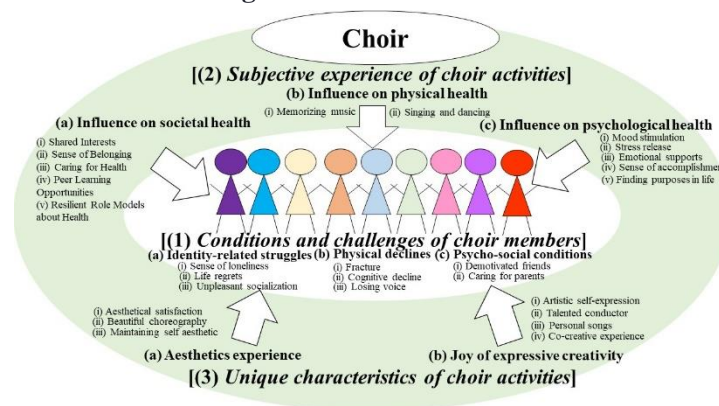 Choir
[(2) Subjective experience of choir activities]
(b) Influence on physical health
(i) Memorizing music
(ii) Singing and dancing
(a) Influence on societal health
(i) Shared Interests
(ii) Sense of Belonging
(iii) Caring for Health
(iv) Peer Learning
Opportunities
(v) Resilient Role Models
about Health
(c) Influence on psychological health
(i) Mood stimulation
(ii) Stress release
(iii) Emotional supports
(iv) Sense of accomplishment
(v) Finding purposes in life
[(1) Conditions and challenges of choir members]
(a) Identity-related struggles
(i) Sense of loneliness
(ii) Life regrets
(iii) Unpleasant socialization
(b) Physical declines
(i) Fracture
(ii) Cognitive decline
(iii) Losing voice
(c) Psycho-social conditions
(i) Demotivated friends
(ii) Caring for parents
(i) Aesthetical satisfaction
(ii) Beautiful choreography
(iii) Maintaining self aesthetic
(a) Aesthetics experience
(i) Artistic self-expression
(ii) Talented conductor
(iii) Personal songs
(iv) Co-creative experience
(b) Joy of expressive creativity
[(3) Unique characteristics of choir activities]